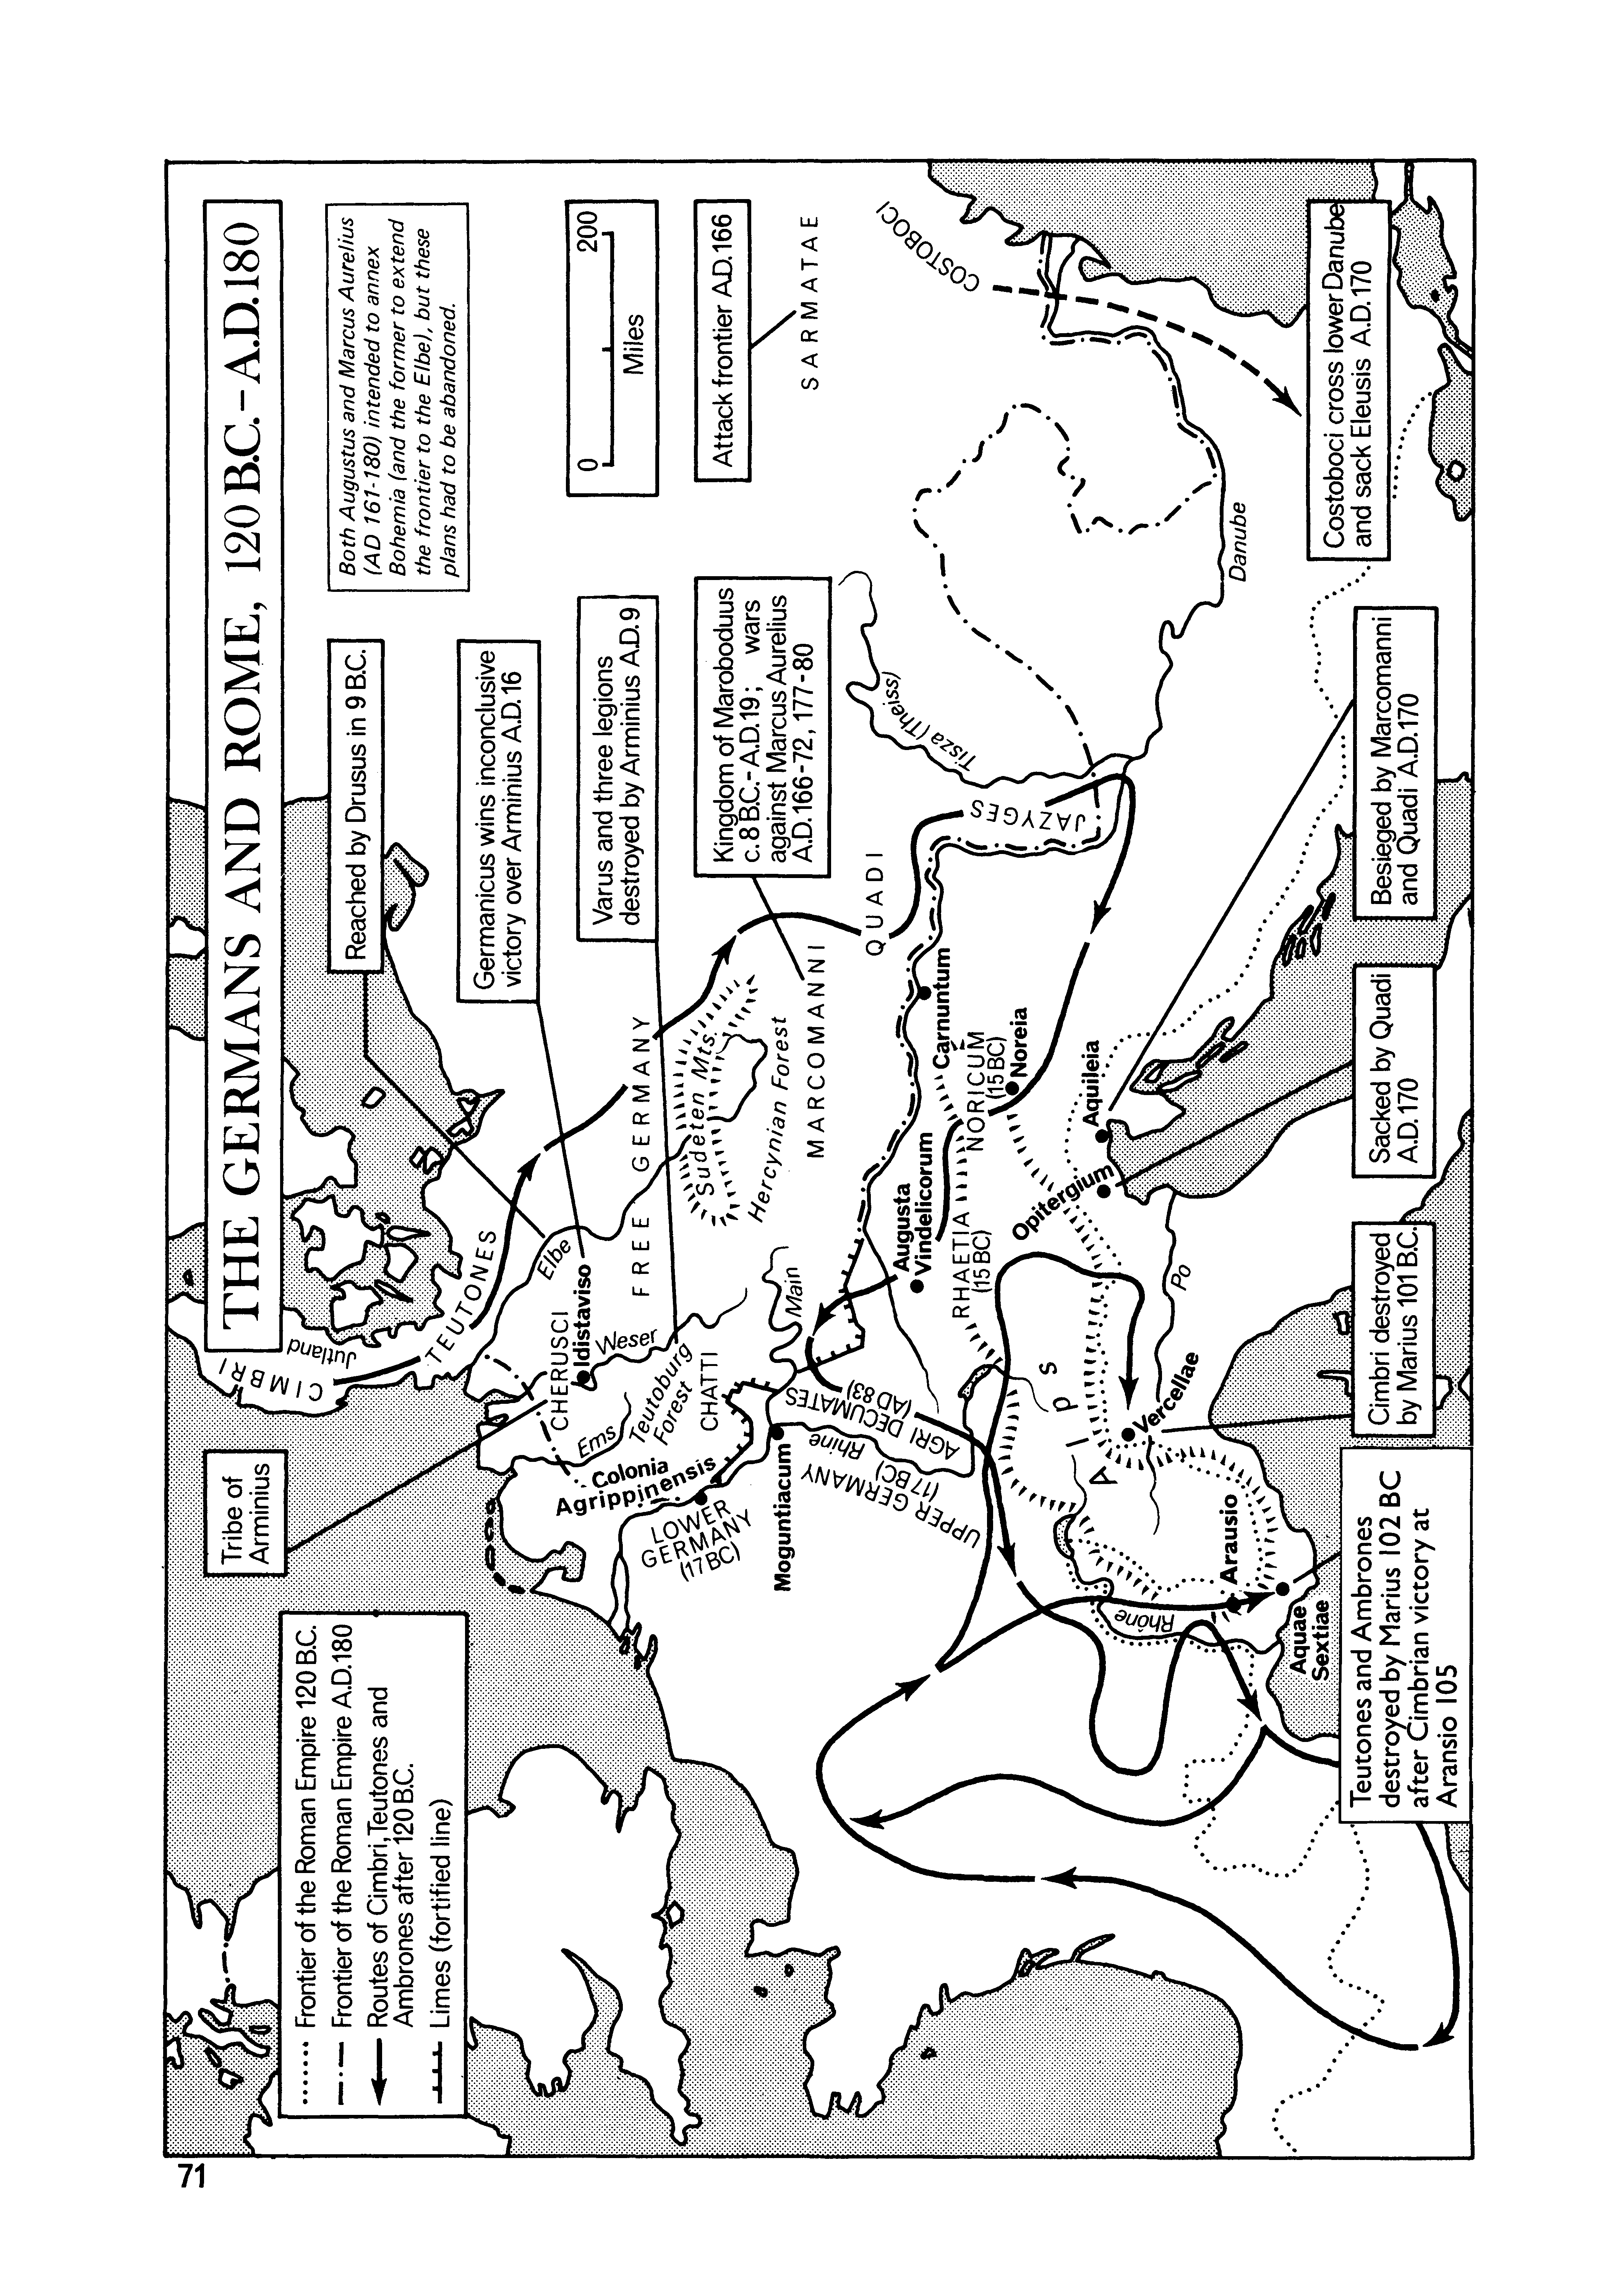 THE GERMANS AND ROME, 120 B.C.–A.D.180
Both Augustus and Marcus Aurelius
(AD 161-180) intended to annex
Bohemia (and the former to extend
the frontier to the Elbe), but these
plans had to be abandoned.
Reached by Drusus in 9 B.C.
Germanicus wins inconclusive
victory over Arminius A.D.16
Varus and three legions
destroyed by Arminius A.D.9
Kingdom of Maroboduus
c.8 B.C.-A.D.19; wars
against Marcus Aurelius
A.D.166-72, 177-80
0 200
Miles
Attack frontier A.D.166
Tribe of
Arminius
...... Frontier of the Roman Empire 120 B.C.
Frontier of the Roman Empire A.D.180
Routes of Cimbri,Teutones and
Ambrones after 120B.C.
Limes (fortified line)
CIMBRI
Jutland
TEUTONES
Elbe
CHERUSCI
Idistaviso
Weser
Ems
Teutoburg
Forest
CHATTI
FREE GERMANY
Sudeten Mts.
Hercynian Forest
MARCOMANNI
QUADI
SARMATAE
COSTOBOCI
JAZYGES
Tisza (Theiss)
Danube
Colonia
Agrippinensis
LOWER
GERMANY
(17BC)
Moguntiacum
Main
Rhine
UPPER GERMANY
(17 BC)
AGRI DECUMATES
(AD 83)
Augusta
Vindelicorum
RHAETIA
(15 BC)
NORICUM
(15 BC)
Carnuntum
Noreia
Aquileia
Opitergium
Po
Alps
Vercellae
Arausio
Rhône
Aquae
Sextiae
Teutones and Ambrones
destroyed by Marius 102 BC
after Cimbrian victory at
Aransio 105
Cimbri destroyed
by Marius 101 B.C.
Sacked by Quadi
A.D. 170
Besieged by Marcomanni
and Quadi A.D.170
Costoboci cross lower Danube
and sack Eleusis A.D.170
71